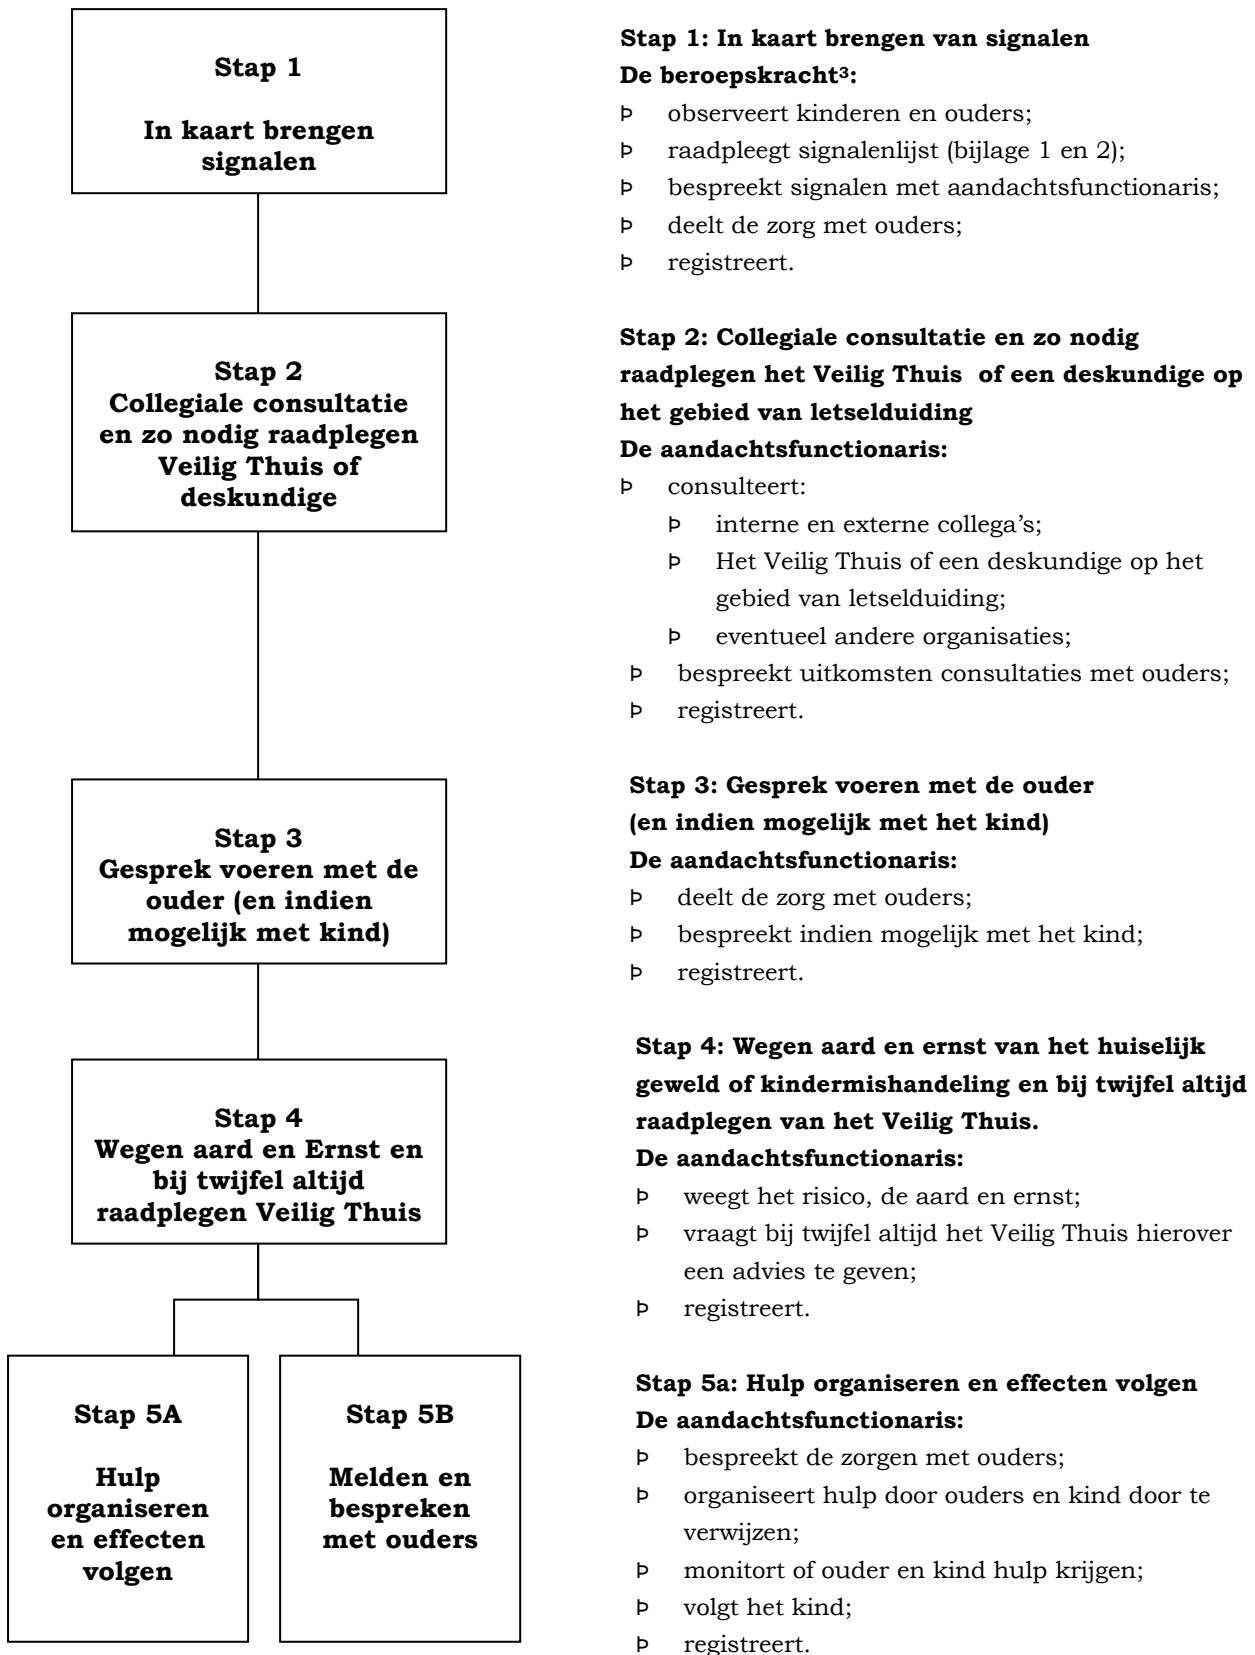 Stap 1
In kaart brengen
signalen
Stap 2
Collegiale consultatie
en zo nodig raadplegen
Veilig Thuis of
deskundige
Stap 3
Gesprek voeren met de
ouder (en indien
mogelijk met kind)
Stap 4
Wegen aard en Ernst en
bij twijfel altijd
raadplegen Veilig Thuis
Stap 5A
Hulp
organiseren
en effecten
volgen
Stap 5B
Melden en
bespreken
met ouders
Stap 1: In kaart brengen van signalen
De beroepskracht³:
Þ observeert kinderen en ouders;
Þ raadpleegt signalenlijst (bijlage 1 en 2);
Þ bespreekt signalen met aandachtsfunctionaris;
Þ deelt de zorg met ouders;
Þ registreert.
Stap 2: Collegiale consultatie en zo nodig
raadplegen het Veilig Thuis of een deskundige op
het gebied van letselduiding
De aandachtsfunctionaris:
Þ consulteert:
Þ interne en externe collega’s;
Þ Het Veilig Thuis of een deskundige op het
gebied van letselduiding;
Þ eventueel andere organisaties;
Þ bespreekt uitkomsten consultaties met ouders;
Þ registreert.
Stap 3: Gesprek voeren met de ouder
(en indien mogelijk met het kind)
De aandachtsfunctionaris:
Þ deelt de zorg met ouders;
Þ bespreekt indien mogelijk met het kind;
Þ registreert.
Stap 4: Wegen aard en ernst van het huiselijk
geweld of kindermishandeling en bij twijfel altijd
raadplegen van het Veilig Thuis.
De aandachtsfunctionaris:
Þ weegt het risico, de aard en ernst;
Þ vraagt bij twijfel altijd het Veilig Thuis hierover
een advies te geven;
Þ registreert.
Stap 5a: Hulp organiseren en effecten volgen
De aandachtsfunctionaris:
Þ bespreekt de zorgen met ouders;
Þ organiseert hulp door ouders en kind door te
verwijzen;
Þ monitort of ouder en kind hulp krijgen;
Þ volgt het kind;
Þ registreert.